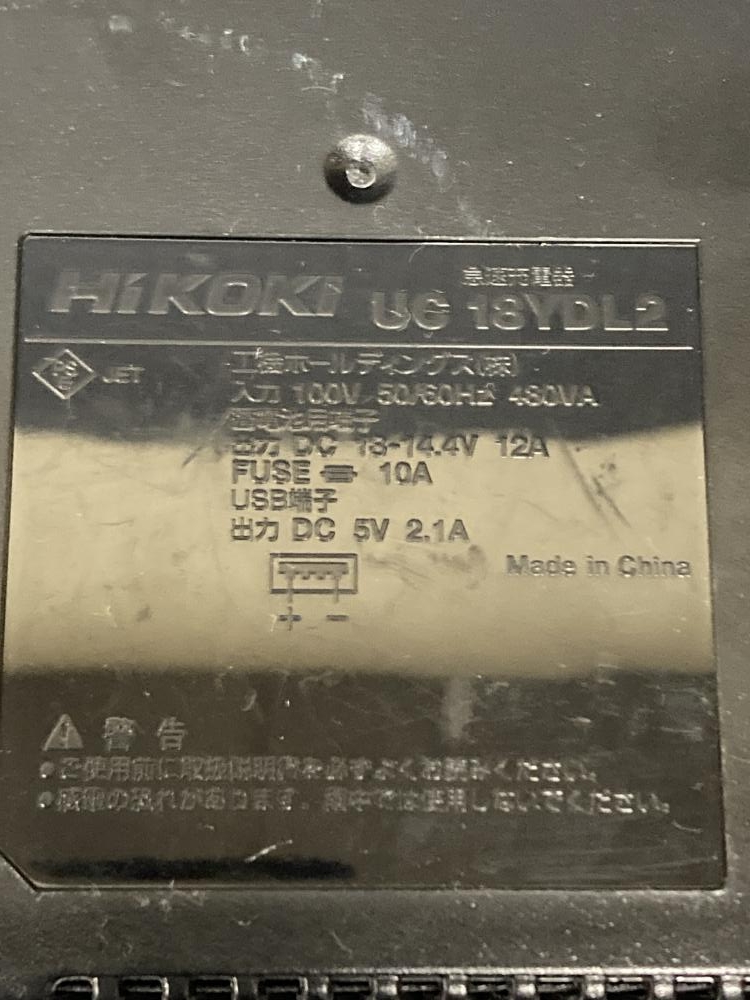 HiKOKI
急速充電器
UC 18YDL2
PS
E
JET
工機ホールディングス(株)
入力 100V 50/60Hz 480VA
蓄電池用端子
出力 DC 18-14.4V 12A
FUSE 10A
USB端子
出力 DC 5V 2.1A
+ −
Made in China
警告
•ご使用前に取扱説明書を必ずよくお読みください。
•感電の恐れがあります。雨中では使用しないでください。